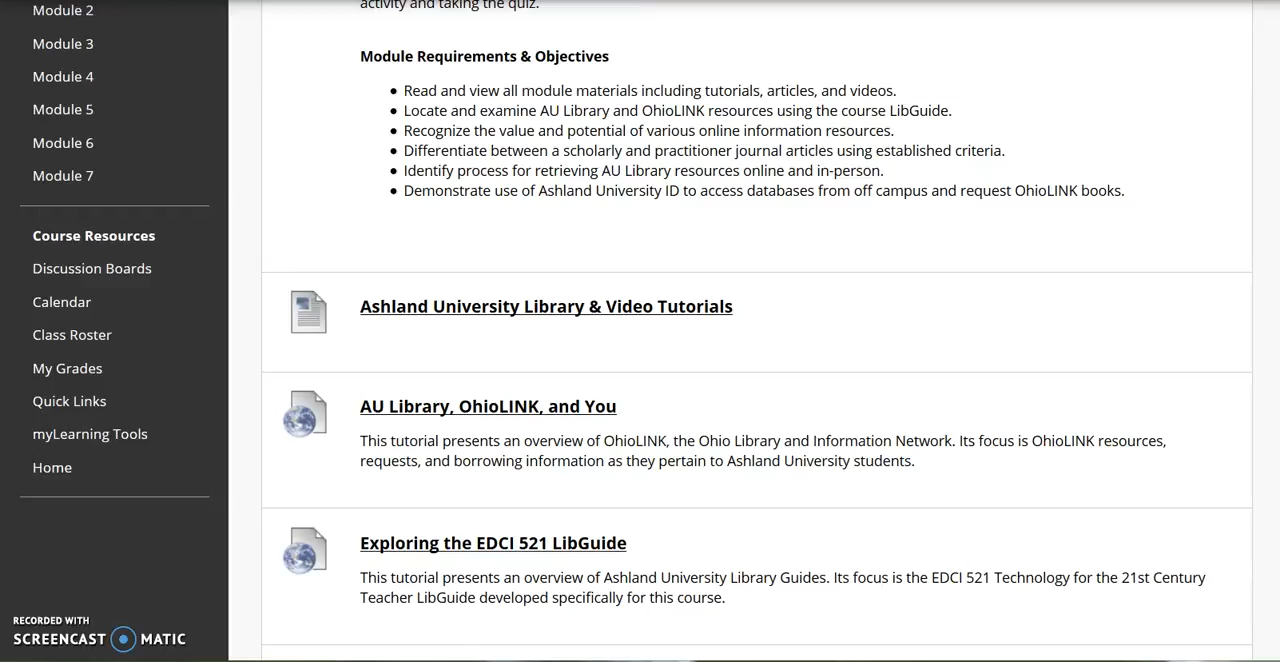 Module 2
Module 3
Module 4
Module 5
Module 6
Module 7
Course Resources
Discussion Boards
Calendar
Class Roster
My Grades
Quick Links
myLearning Tools
Home
RECORDED WITH
SCREENCAST MATIC
activity and taking the quiz.
Module Requirements & Objectives
Read and view all module materials including tutorials, articles, and videos.
Locate and examine AU Library and OhioLINK resources using the course LibGuide.
Recognize the value and potential of various online information resources.
Differentiate between a scholarly and practitioner journal articles using established criteria.
Identify process for retrieving AU Library resources online and in-person.
Demonstrate use of Ashland University ID to access databases from off campus and request OhioLINK books.
Ashland University Library & Video Tutorials
AU Library, OhioLINK, and You
This tutorial presents an overview of OhioLINK, the Ohio Library and Information Network. Its focus is OhioLINK resources,
requests, and borrowing information as they pertain to Ashland University students.
Exploring the EDCI 521 LibGuide
This tutorial presents an overview of Ashland University Library Guides. Its focus is the EDCI 521 Technology for the 21st Century
Teacher LibGuide developed specifically for this course.